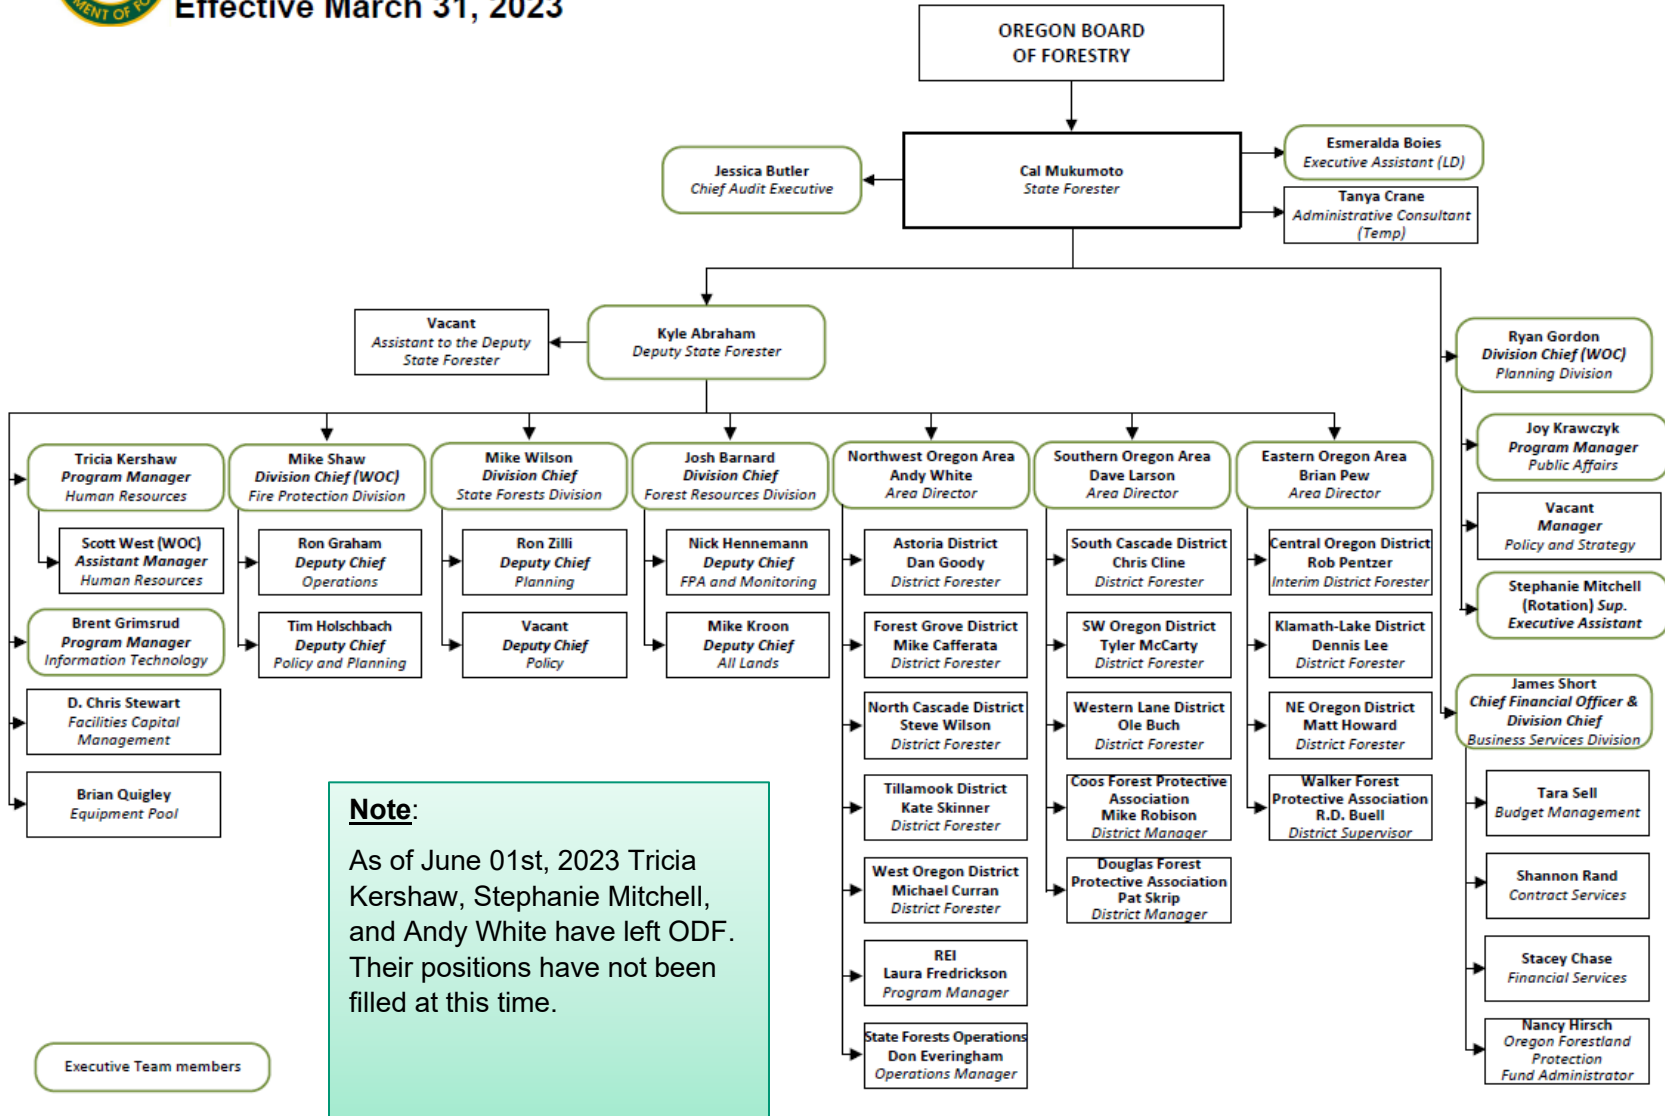 MENT OF FO
Effective March 31, 2023
OREGON BOARD
OF FORESTRY
Jessica Butler
Chief Audit Executive
Cal Mukumoto
State Forester
Esmeralda Boies
Executive Assistant (LD)
Tanya Crane
Administrative Consultant
(Temp)
Vacant
Assistant to the Deputy
State Forester
Kyle Abraham
Deputy State Forester
Ryan Gordon
Division Chief (WOC)
Planning Division
Joy Krawczyk
Program Manager
Public Affairs
Vacant
Manager
Policy and Strategy
Stephanie Mitchell
(Rotation) Sup.
Executive Assistant
James Short
Chief Financial Officer &
Division Chief
Business Services Division
Tara Sell
Budget Management
Shannon Rand
Contract Services
Stacey Chase
Financial Services
Nancy Hirsch
Oregon Forestland
Protection
Fund Administrator
Tricia Kershaw
Program Manager
Human Resources
Scott West (WOC)
Assistant Manager
Human Resources
Brent Grimsrud
Program Manager
Information Technology
D. Chris Stewart
Facilities Capital
Management
Brian Quigley
Equipment Pool
Mike Shaw
Division Chief (WOC)
Fire Protection Division
Ron Graham
Deputy Chief
Operations
Tim Holschbach
Deputy Chief
Policy and Planning
Mike Wilson
Division Chief
State Forests Division
Ron Zilli
Deputy Chief
Planning
Vacant
Deputy Chief
Policy
Josh Barnard
Division Chief
Forest Resources Division
Nick Hennemann
Deputy Chief
FPA and Monitoring
Mike Kroon
Deputy Chief
All Lands
Northwest Oregon Area
Andy White
Area Director
Astoria District
Dan Goody
District Forester
Forest Grove District
Mike Cafferata
District Forester
North Cascade District
Steve Wilson
District Forester
Tillamook District
Kate Skinner
District Forester
West Oregon District
Michael Curran
District Forester
REI
Laura Fredrickson
Program Manager
State Forests Operations
Don Everingham
Operations Manager
Southern Oregon Area
Dave Larson
Area Director
South Cascade District
Chris Cline
District Forester
SW Oregon District
Tyler McCarty
District Forester
Western Lane District
Ole Buch
District Forester
Coos Forest Protective
Association
Mike Robison
District Manager
Douglas Forest
Protective Association
Pat Skrip
District Manager
Eastern Oregon Area
Brian Pew
Area Director
Central Oregon District
Rob Pentzer
Interim District Forester
Klamath-Lake District
Dennis Lee
District Forester
NE Oregon District
Matt Howard
District Forester
Walker Forest
Protective Association
R.D. Buell
District Supervisor
Note:
As of June 01st, 2023 Tricia
Kershaw, Stephanie Mitchell,
and Andy White have left ODF.
Their positions have not been
filled at this time.
Executive Team members